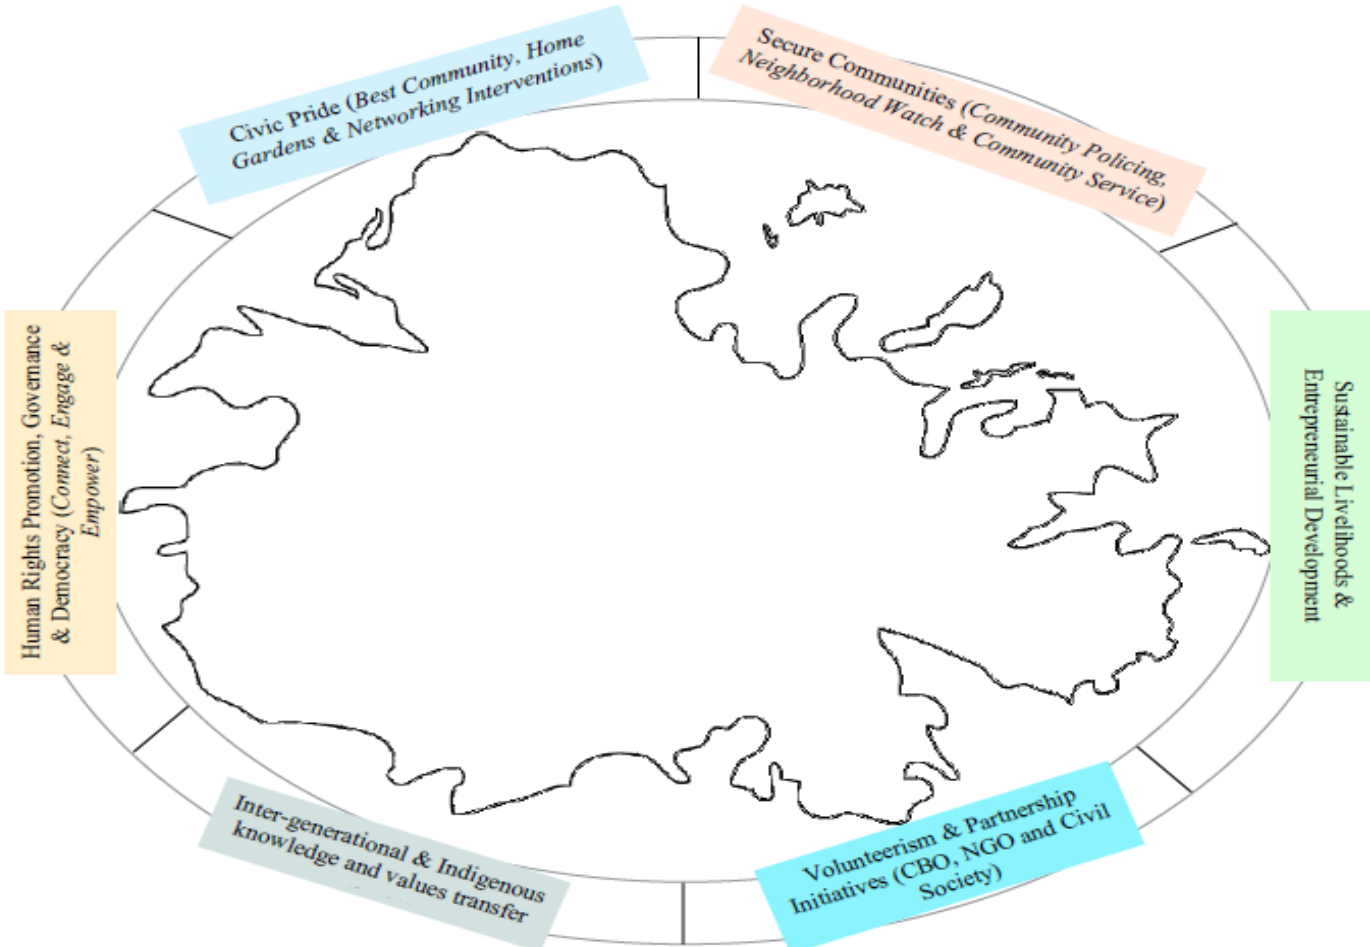 Civic Pride (Best Community, Home
Gardens & Networking Interventions)
Secure Communities (Community Policing,
Neighborhood Watch & Community Service)
Human Rights Promotion, Governance
& Democracy (Connect, Engage &
Empower)
Sustainable Livelihoods &
Entrepreneurial Development
Inter-generational & Indigenous
knowledge and values transfer
Volunteerism & Partnership
Initiatives (CBO, NGO and Civil
Society)